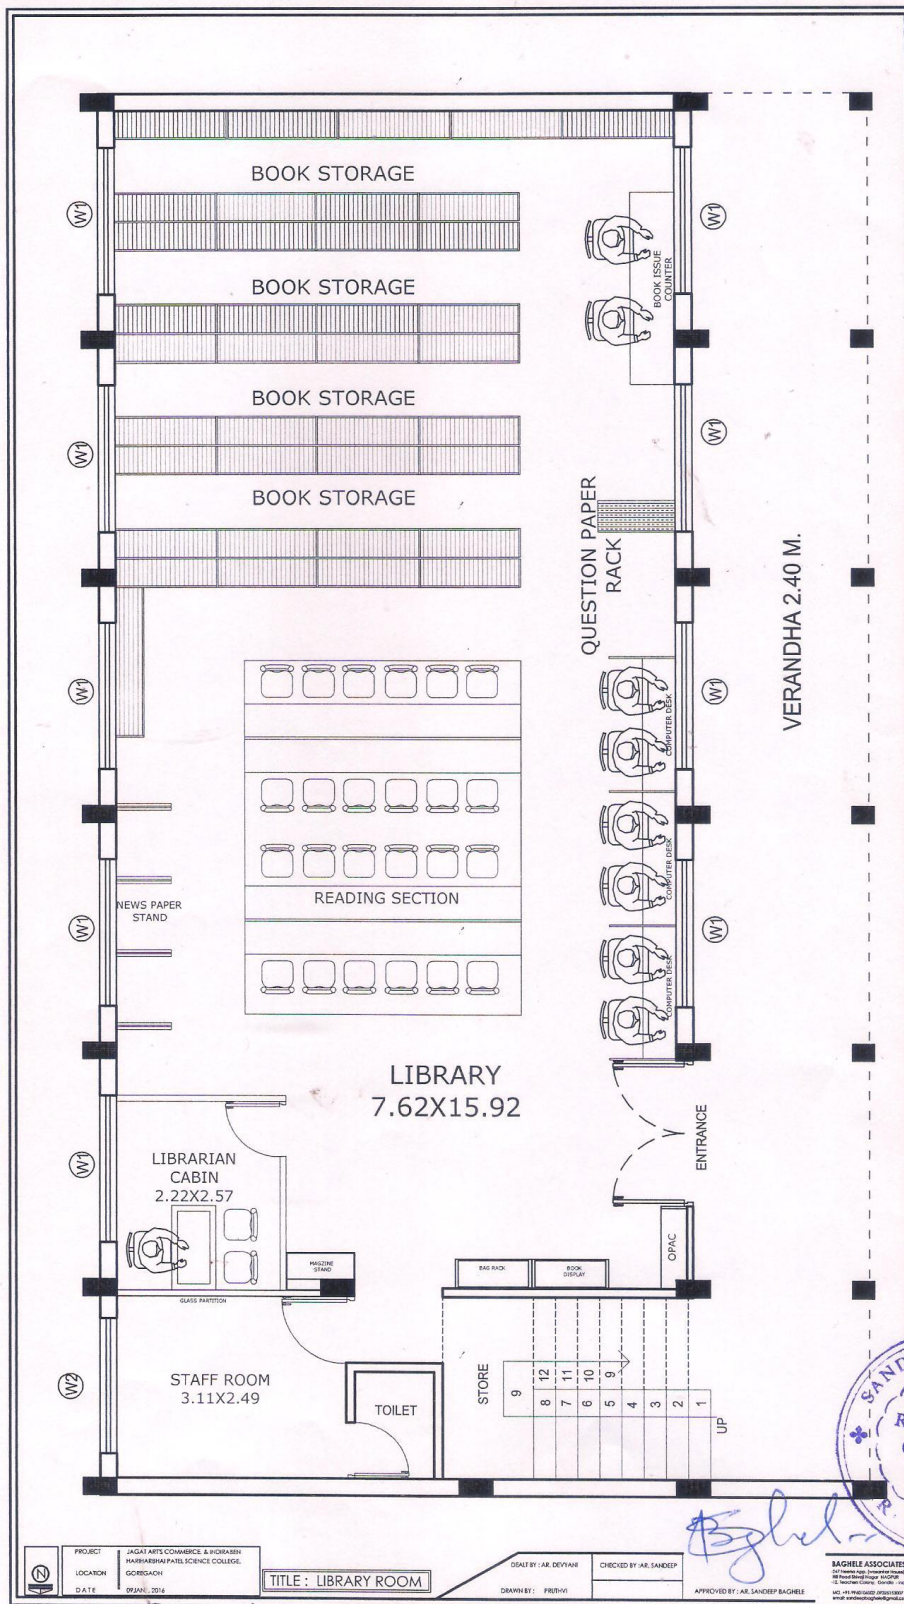 BOOK STORAGE
W1
W1
BOOK ISSUE
COUNTER
BOOK STORAGE
BOOK STORAGE
W1
W1
BOOK STORAGE
QUESTION PAPER
RACK
VERANDHA 2.40 M.
W1
W1
COMPUTER DESK
COMPUTER DESK
READING SECTION
NEWS PAPER
STAND
W1
W1
COMPUTER DESK
LIBRARY
7.62X15.92
ENTRANCE
W1
LIBRARIAN
CABIN
2.22X2.57
MAGZINE
STAND
BAG RACK
BOOK
DISPLAY
OPAC
GLASS PARTITION
W2
STAFF ROOM
3.11X2.49
TOILET
STORE
9
12
11
10
9
8
7
6
5
4
3
2
1
UP
SAND
R
N
PROJECT JAGAT ARTS COMMERCE & INDIRABEN
HARIHARBHAI PATEL SCIENCE COLLEGE.
LOCATION GOREGAON
DATE 09JAN., 2016
TITLE : LIBRARY ROOM
DEALT BY : AR. DEVYANI
DRAWN BY : PRUTHVI
CHECKED BY :AR. SANDEEP
APPROVED BY : AR. SANDEEP BAGHELE
BAGHELE ASSOCIATES